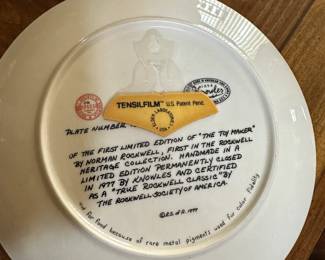 TENSILFILM™ U.S. Patent Pend.
PLATE NUMBER
OF THE FIRST LIMITED EDITION OF "THE TOY MAKER"
BY NORMAN ROCKWELL, FIRST IN THE ROCKWELL
HERITAGE COLLECTION. HANDMADE IN A
LIMITED EDITION PERMANENTLY CLOSED
IN 1977 BY KNOWLES AND CERTIFIED
AS A "TRUE ROCKWELL CLASSIC" BY
THE ROCKWELL SOCIETY OF AMERICA.
not for food because of rare metal pigments used for color fidelity